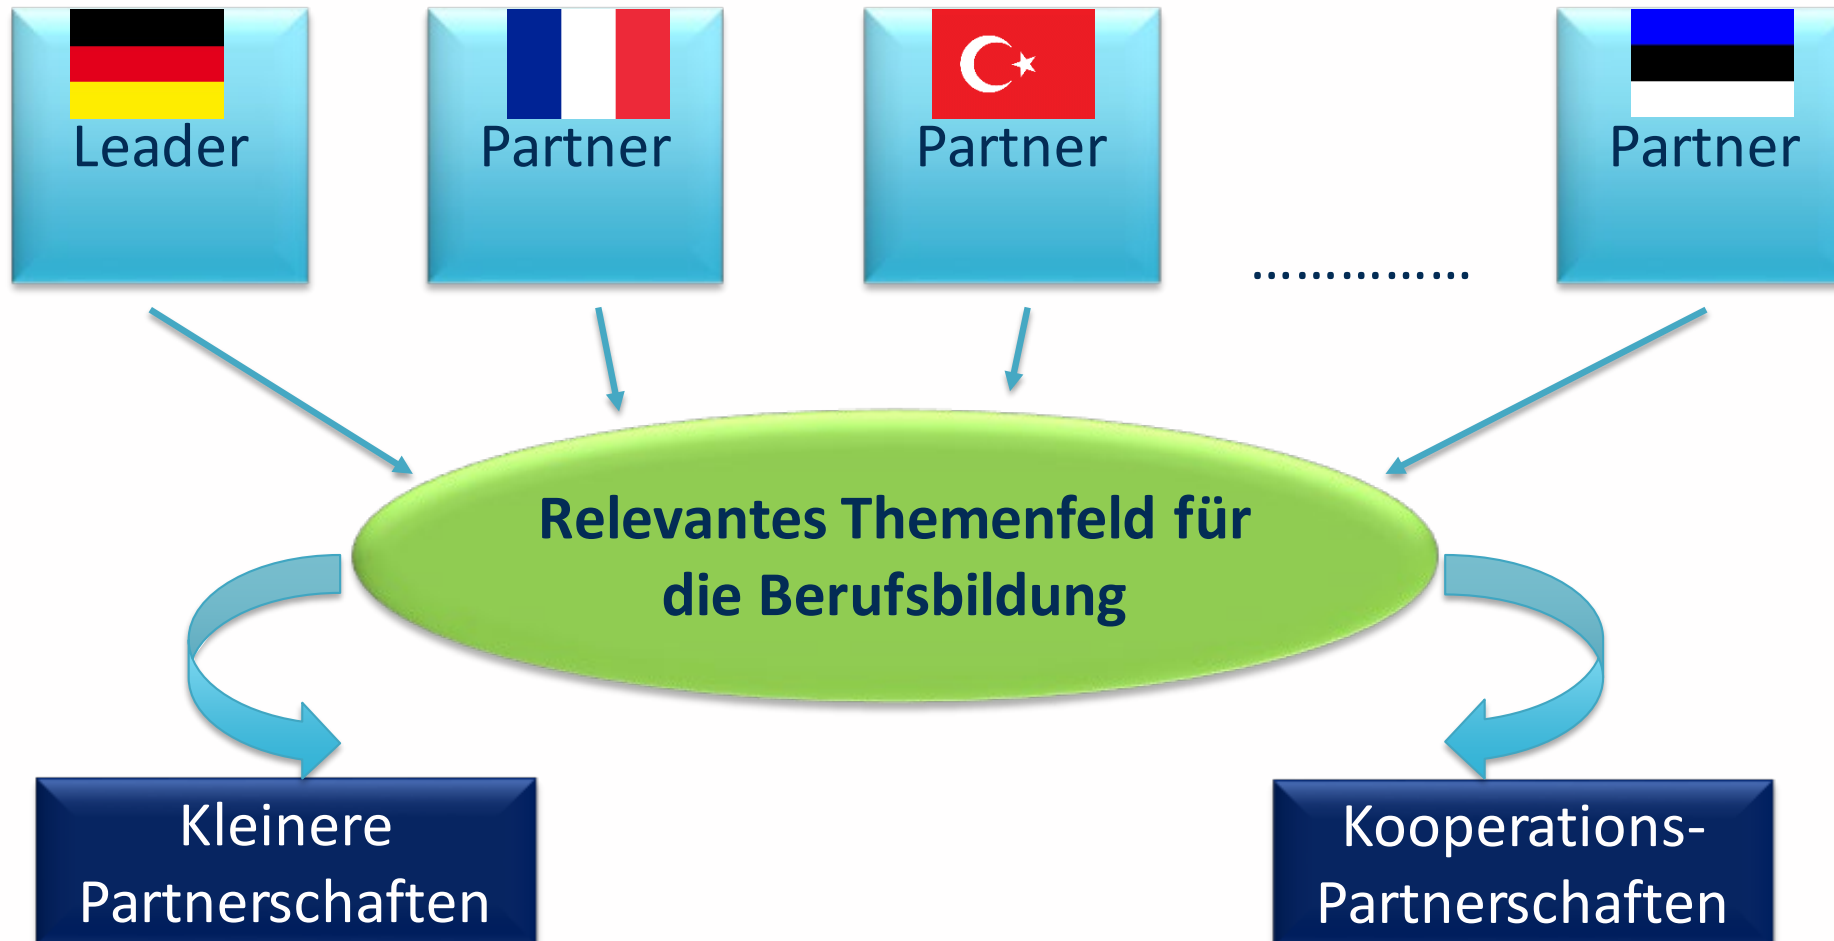 Leader
Partner
Partner
……………
Partner
Relevantes Themenfeld für
die Berufsbildung
Kleinere
Partnerschaften
Kooperations-
Partnerschaften